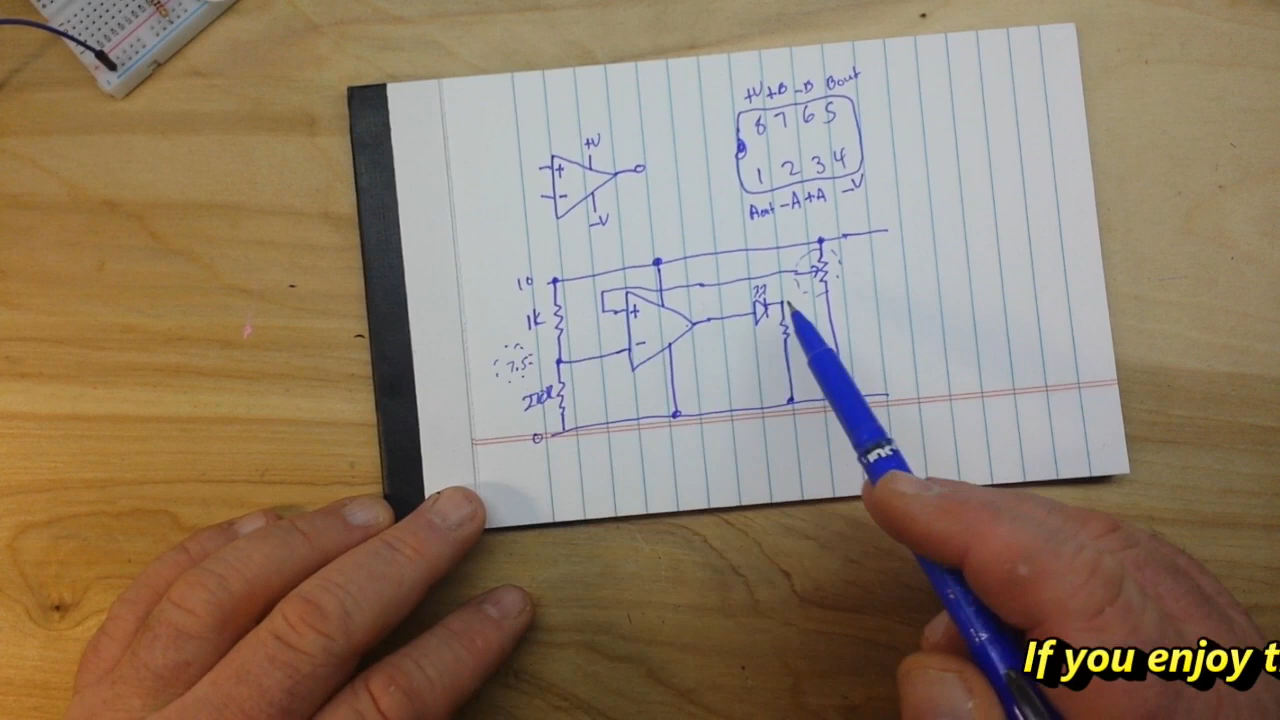 +V +B -B Bout
8 7 6 5
1 2 3 4
Aout -A +A -V
+V
+
-
-V
10
1K
+
-
7.5
0
If you enjoy t